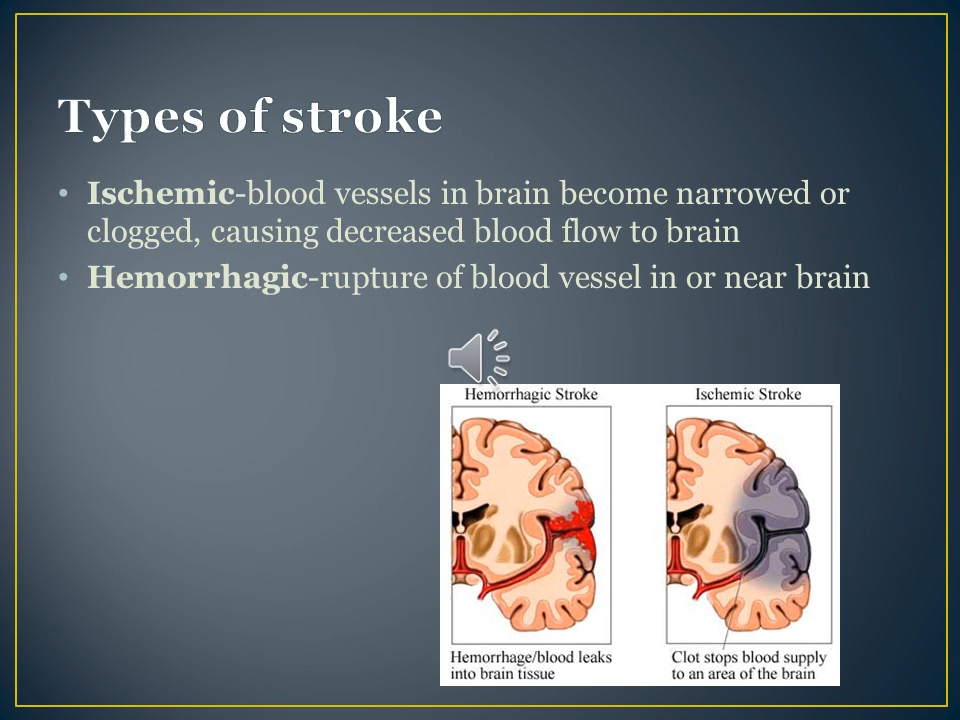 Types of stroke
• Ischemic-blood vessels in brain become narrowed or
clogged, causing decreased blood flow to brain
• Hemorrhagic-rupture of blood vessel in or near brain
Hemorrhagic Stroke
Ischemic Stroke
Hemorrhage/blood leaks
into brain tissue
Clot stops blood supply
to an area of the brain